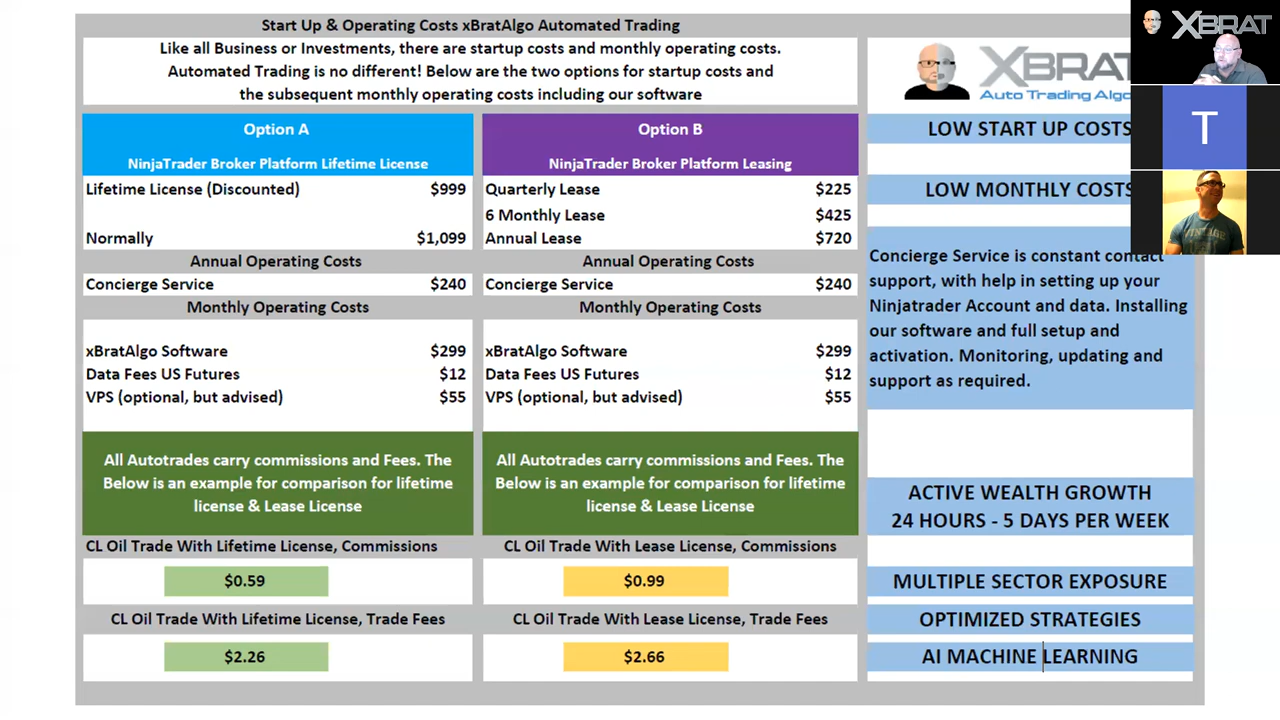 Start Up & Operating Costs xBratAlgo Automated Trading
Like all Business or Investments, there are startup costs and monthly operating costs.
Automated Trading is no different! Below are the two options for startup costs and
the subsequent monthly operating costs including our software
Option A
NinjaTrader Broker Platform Lifetime License
Lifetime License (Discounted) $999
Normally $1,099
Annual Operating Costs
Concierge Service $240
Monthly Operating Costs
xBratAlgo Software $299
Data Fees US Futures $12
VPS (optional, but advised) $55
All Autotrades carry commissions and Fees. The
Below is an example for comparison for lifetime
license & Lease License
CL Oil Trade With Lifetime License, Commissions
$0.59
CL Oil Trade With Lifetime License, Trade Fees
$2.26
Option B
NinjaTrader Broker Platform Leasing
Quarterly Lease $225
6 Monthly Lease $425
Annual Lease $720
Annual Operating Costs
Concierge Service $240
Monthly Operating Costs
xBratAlgo Software $299
Data Fees US Futures $12
VPS (optional, but advised) $55
All Autotrades carry commissions and Fees. The
Below is an example for comparison for lifetime
license & Lease License
CL Oil Trade With Lease License, Commissions
$0.99
CL Oil Trade With Lease License, Trade Fees
$2.66
XBRAT
Auto Trading Algo
LOW START UP COSTS
LOW MONTHLY COSTS
Concierge Service is constant contact
support, with help in setting up your
Ninjatrader Account and data. Installing
our software and full setup and
activation. Monitoring, updating and
support as required.
ACTIVE WEALTH GROWTH
24 HOURS - 5 DAYS PER WEEK
MULTIPLE SECTOR EXPOSURE
OPTIMIZED STRATEGIES
AI MACHINE LEARNING
XBRAT
T
VINTAGE